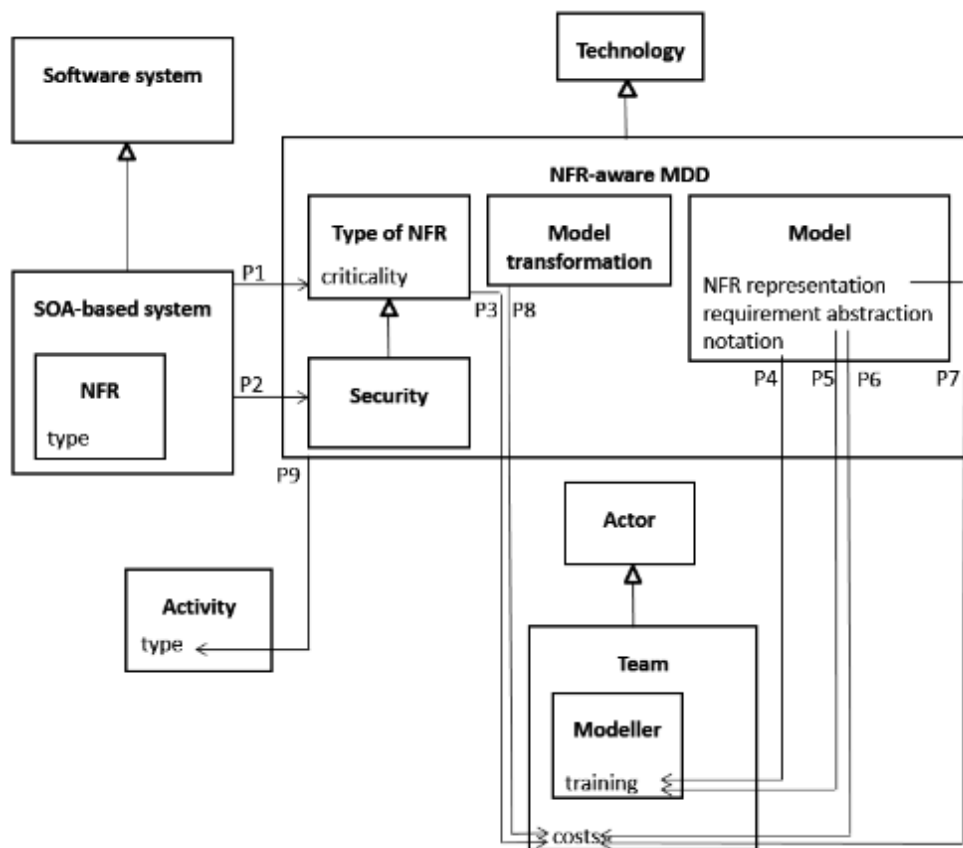 Technology
Software system
NFR-aware MDD
Type of NFR
criticality
Model
transformation
Model
NFR representation
requirement abstraction
notation
P1
SOA-based system
NFR
type
P2
Security
P3
P8
P4
P5
P6
P7
P9
Actor
Activity
type
Team
Modeller
training
costs